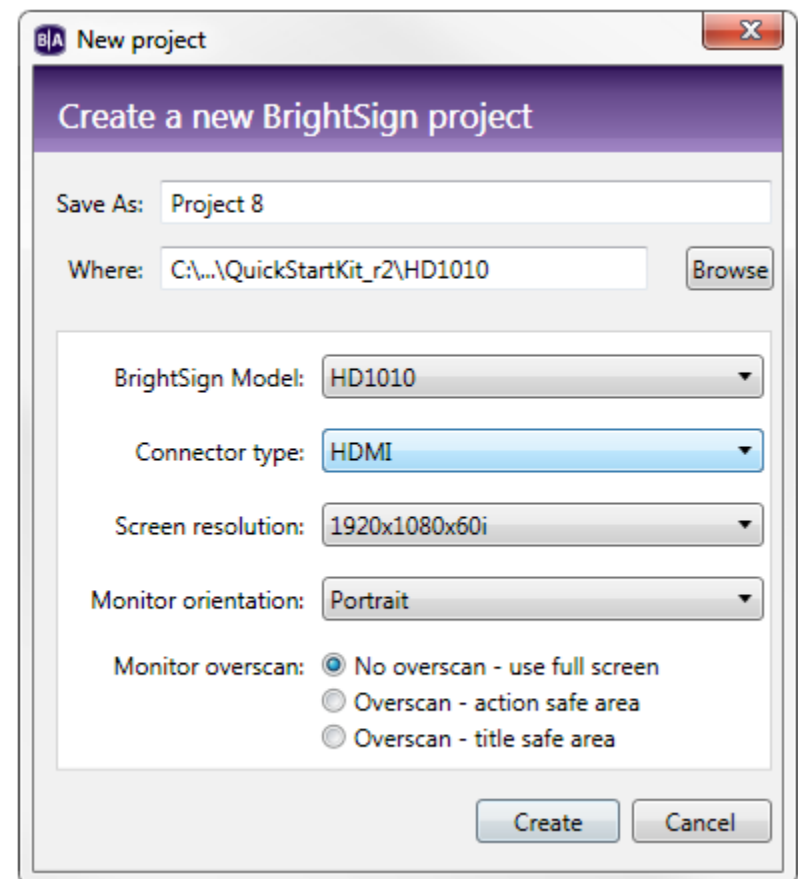 B|A New project
Create a new BrightSign project
Save As: Project 8
Where: C:\...\QuickStartKit_r2\HD1010 Browse
BrightSign Model: HD1010
Connector type: HDMI
Screen resolution: 1920x1080x60i
Monitor orientation: Portrait
Monitor overscan: No overscan - use full screen
Overscan - action safe area
Overscan - title safe area
Create Cancel